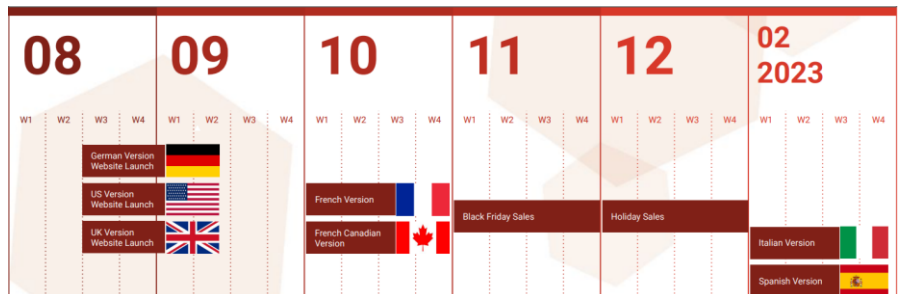 08
09
10
11
12
02
2023
W1 W2 W3 W4 W1 W2 W3 W4 W1 W2 W3 W4 W1 W2 W3 W4 W1 W2 W3 W4 W1 W2 W3 W4
German Version
Website Launch
US Version
Website Launch
UK Version
Website Launch
French Version
French Canadian
Version
Black Friday Sales
Holiday Sales
Italian Version
Spanish Version